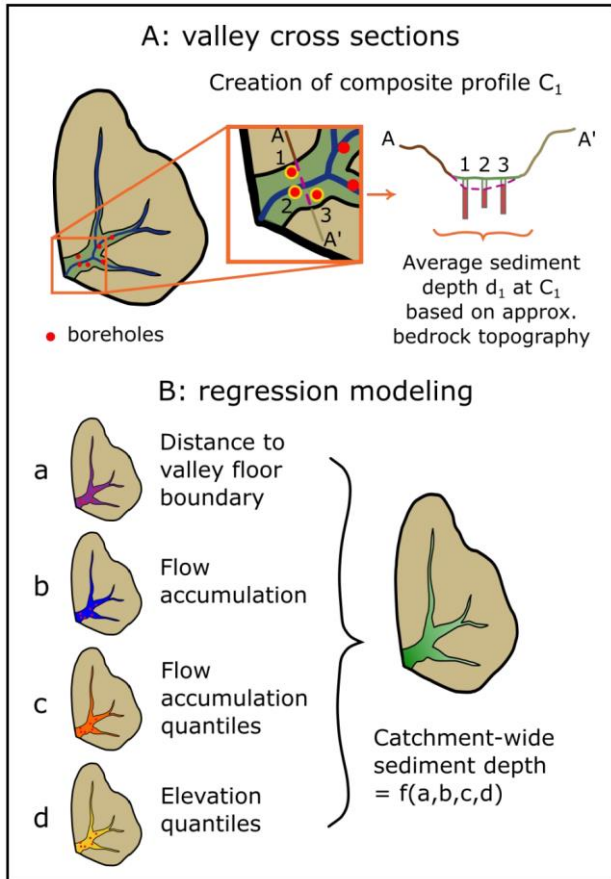 A: valley cross sections
Creation of composite profile C₁
A
1
2
3
A'
A
1 2 3
A'
boreholes
Average sediment
depth d₁ at C₁
based on approx.
bedrock topography
B: regression modeling
a
Distance to
valley floor
boundary
b
Flow
accumulation
c
Flow
accumulation
quantiles
d
Elevation
quantiles
Catchment-wide
sediment depth
= f(a,b,c,d)